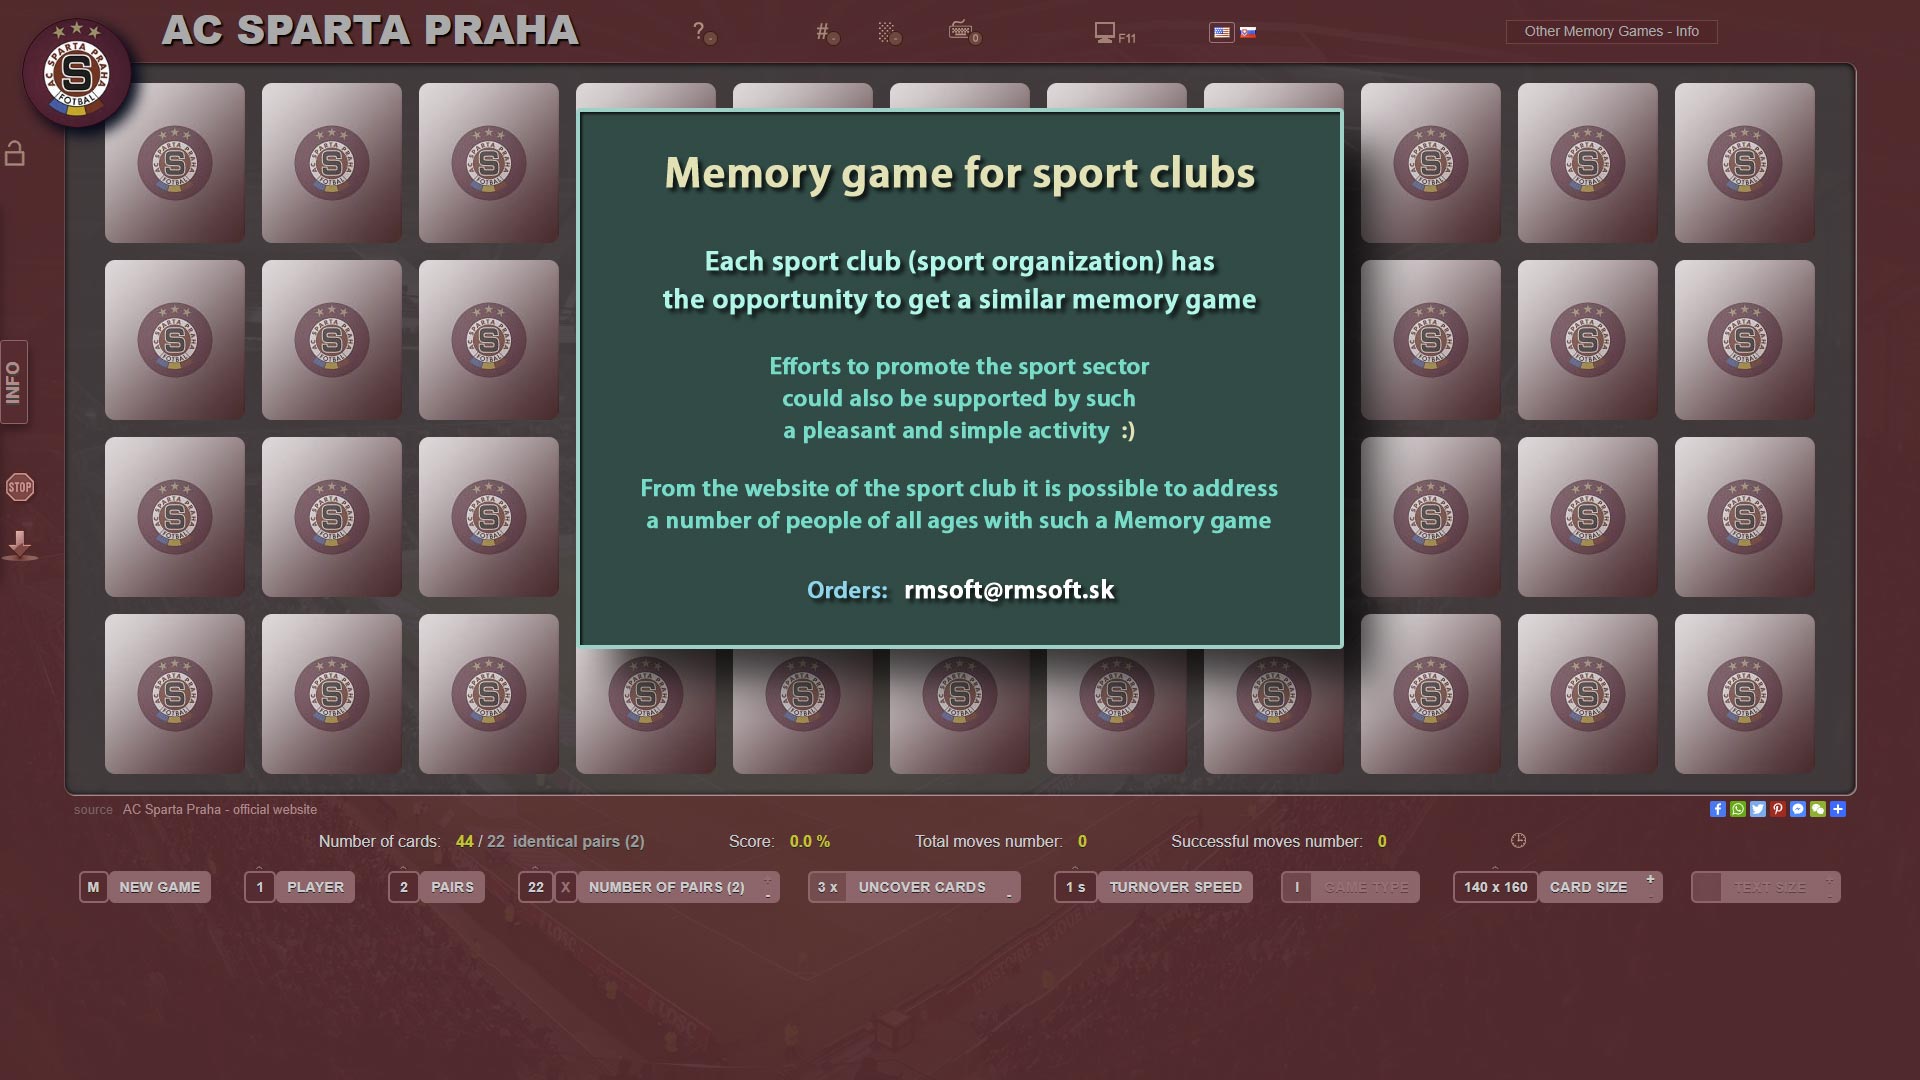 AC SPARTA PRAHA
?
#
0
F11
Other Memory Games - Info
AC SPARTA PRAHA
S
FOTBAL
INFO
STOP
Memory game for sport clubs
Each sport club (sport organization) has
the opportunity to get a similar memory game
Efforts to promote the sport sector
could also be supported by such
a pleasant and simple activity :)
From the website of the sport club it is possible to address
a number of people of all ages with such a Memory game
Orders: rmsoft@rmsoft.sk
source AC Sparta Praha - official website
Number of cards: 44 / 22 identical pairs (2)
Score: 0.0 %
Total moves number: 0
Successful moves number: 0
M NEW GAME
1 PLAYER
2 PAIRS
22 X NUMBER OF PAIRS (2) + -
3 x UNCOVER CARDS -
1 s TURNOVER SPEED
I GAME TYPE
140 x 160 CARD SIZE + -
TEXT SIZE + -